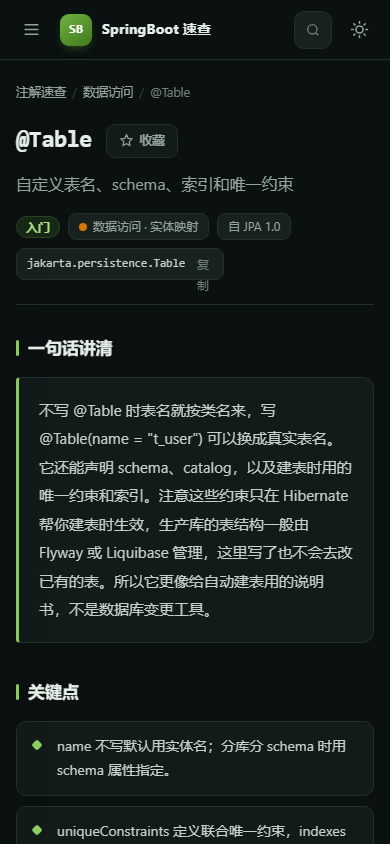 SB SpringBoot 速查
注解速查 / 数据访问 / @Table
@Table
收藏
自定义表名、schema、索引和唯一约束
入门
数据访问 · 实体映射
自 JPA 1.0
jakarta.persistence.Table
复
制
一句话讲清
不写 @Table 时表名就按类名来，写
@Table(name = "t_user") 可以换成真实表名。
它还能声明 schema、catalog，以及建表时用的
唯一约束和索引。注意这些约束只在 Hibernate
帮你建表时生效，生产库的表结构一般由
Flyway 或 Liquibase 管理，这里写了也不会去改
已有的表。所以它更像给自动建表用的说明
书，不是数据库变更工具。
关键点
name 不写默认用实体名；分库分 schema 时用
schema 属性指定。
uniqueConstraints 定义联合唯一约束，indexes